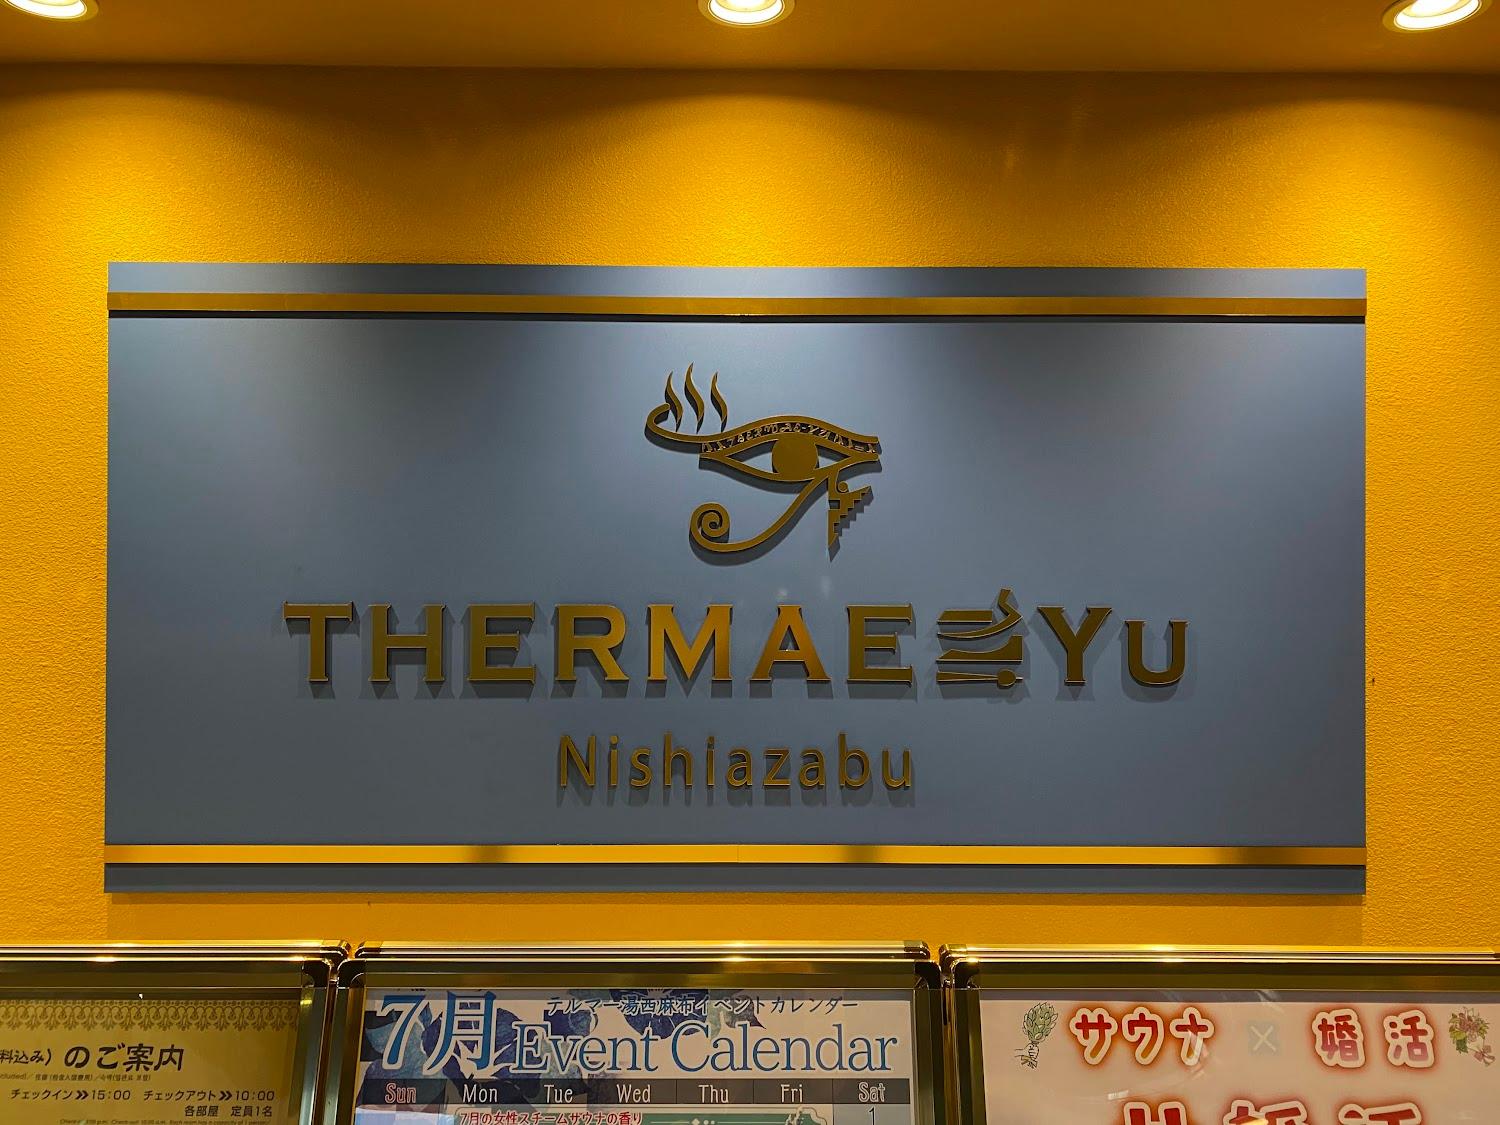 THERMAE YU
Nishiazabu
料込み）のご案内
チェックイン≫15：00 チェックアウト≫10：00
各部屋 定員1名
7月
テルマー湯西麻布イベントカレンダー
Event Calendar
Sun Mon Tue Wed Thu Fri Sat
1
7月の女性スチームサウナの香り
サウナ × 婚活